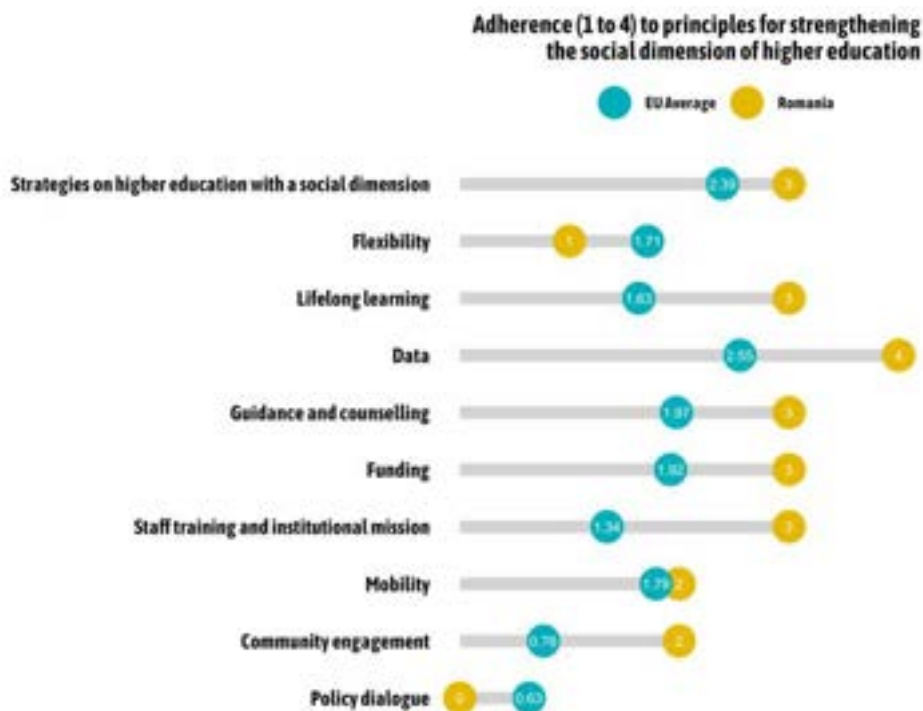 Adherence (1 to 4) to principles for strengthening
the social dimension of higher education
EU Average Romania
Strategies on higher education with a social dimension 2.39 3
Flexibility 1 1.71
Lifelong learning 1.63 3
Data 2.55 4
Guidance and counselling 1.97 3
Funding 1.92 3
Staff training and institutional mission 1.34 3
Mobility 1.79 2
Community engagement 0.76 2
Policy dialogue 0 0.63